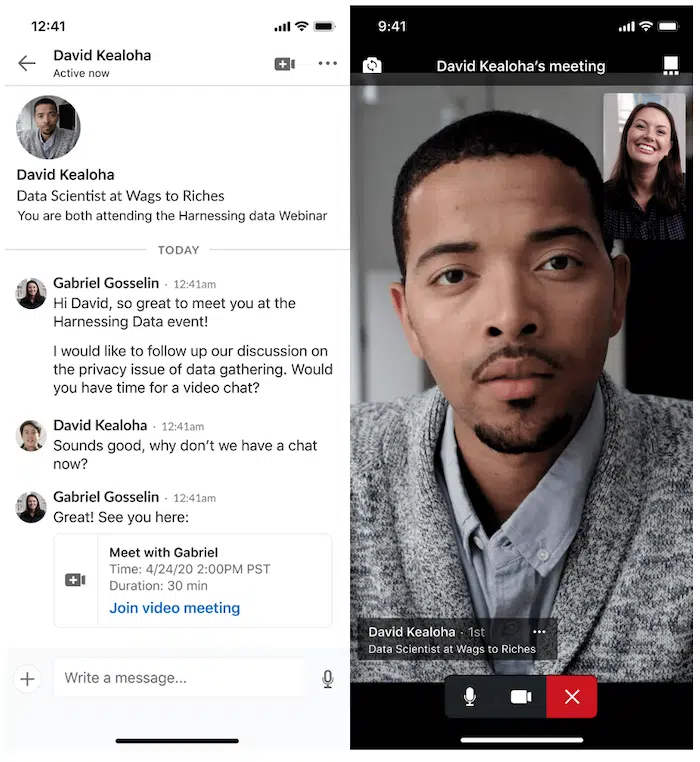 12:41
David Kealoha
Active now
David Kealoha
Data Scientist at Wags to Riches
You are both attending the Harnessing data Webinar
TODAY
Gabriel Gosselin · 12:41am
Hi David, so great to meet you at the
Harnessing Data event!
I would like to follow up our discussion on
the privacy issue of data gathering. Would
you have time for a video chat?
David Kealoha · 12:41am
Sounds good, why don’t we have a chat
now?
Gabriel Gosselin · 12:41am
Great! See you here:
Meet with Gabriel
Time: 4/24/20 2:00PM PST
Duration: 30 min
Join video meeting
Write a message...
9:41
David Kealoha’s meeting
David Kealoha · 1st
Data Scientist at Wags to Riches